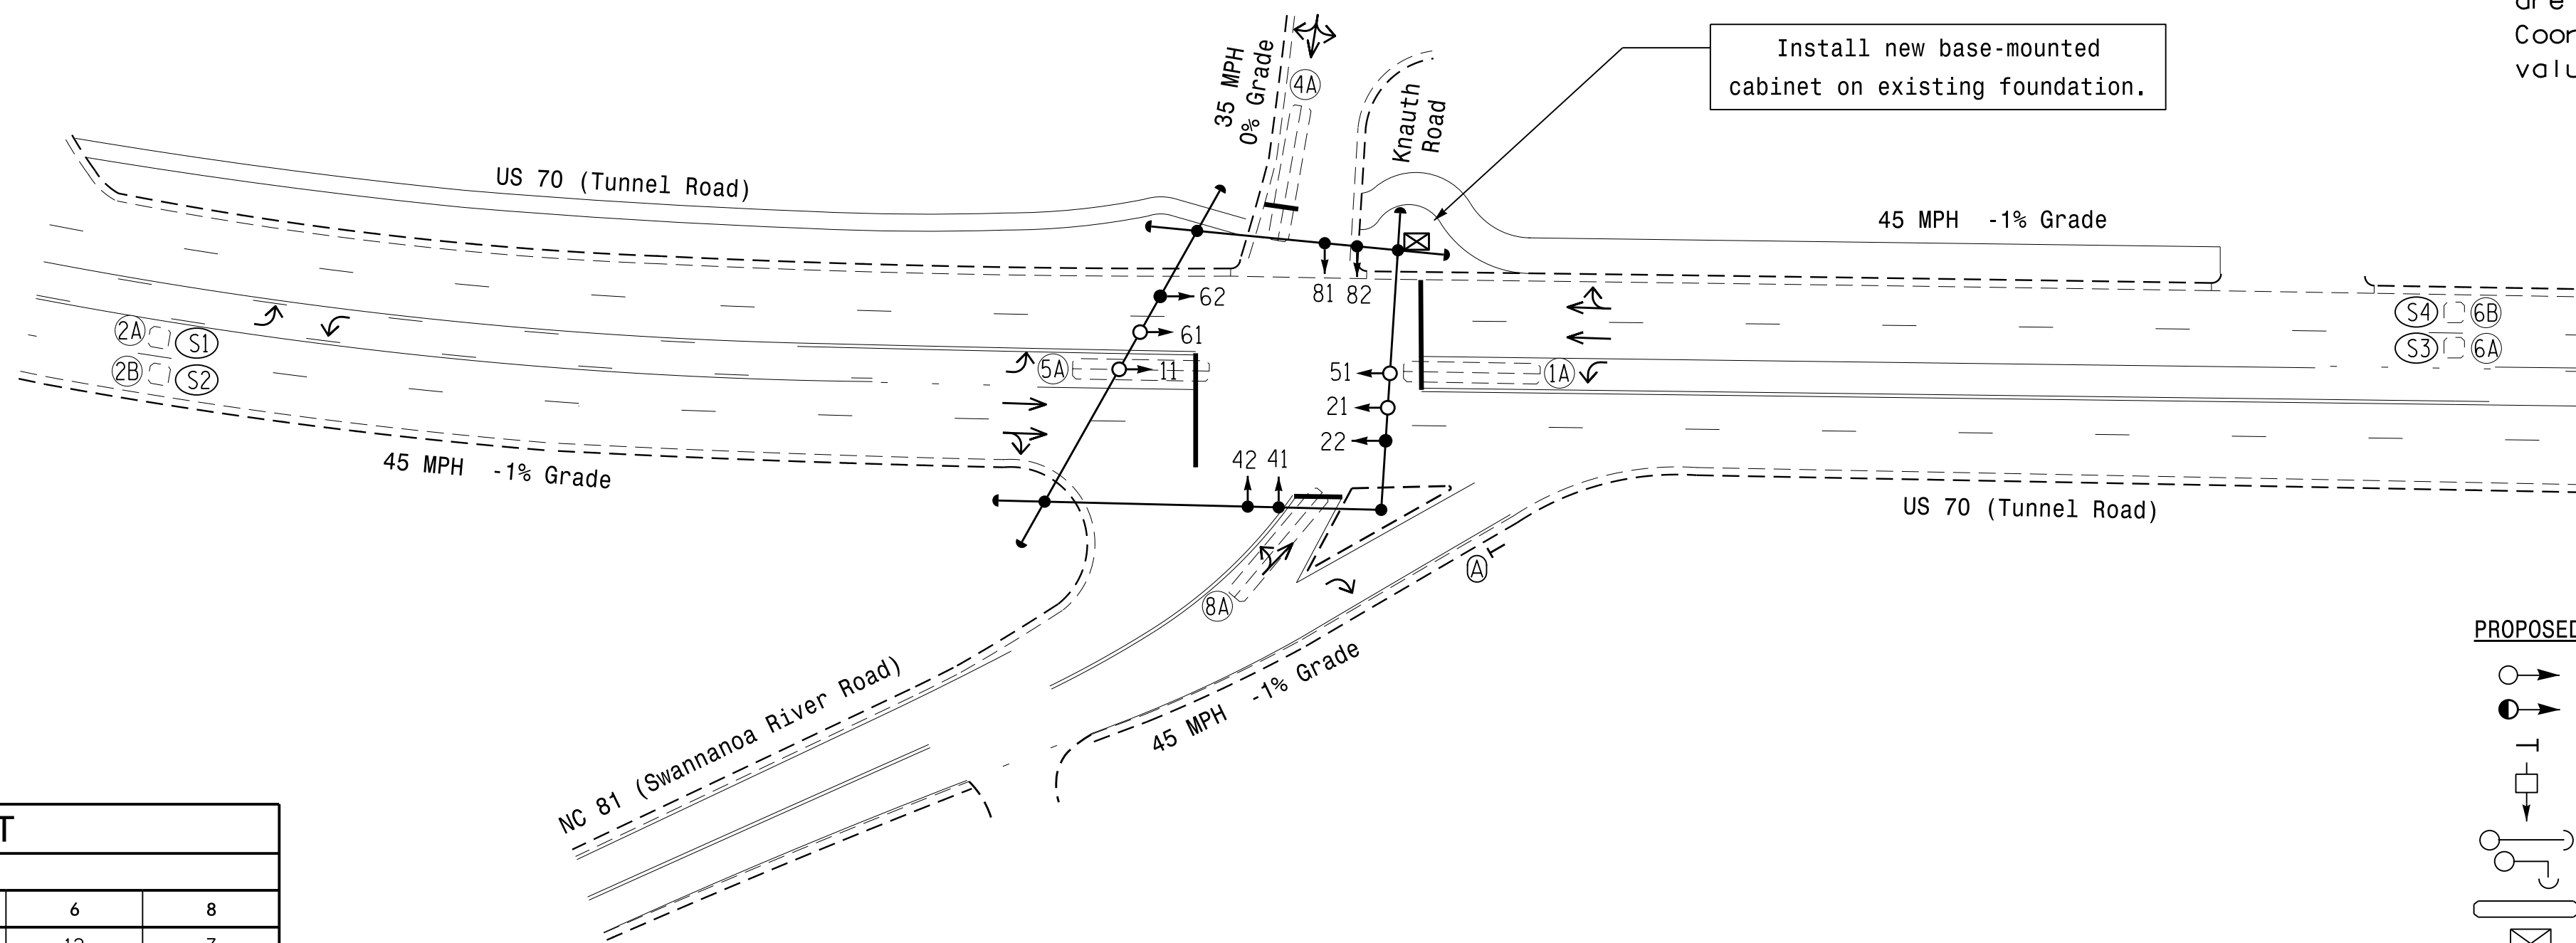 are
Coor
valu
Install new base-mounted
cabinet on existing foundation.
35 MPH
0% Grade
4A
Knauth
Road
US 70 (Tunnel Road)
45 MPH -1% Grade
62
81 82
61
11
2A S1
2B S2
5A
51
21
22
1A
S4 6B
S3 6A
45 MPH -1% Grade
42 41
US 70 (Tunnel Road)
A
8A
45 MPH -1% Grade
NC 81 (Swannanoa River Road)
PROPOSED
T
6 8